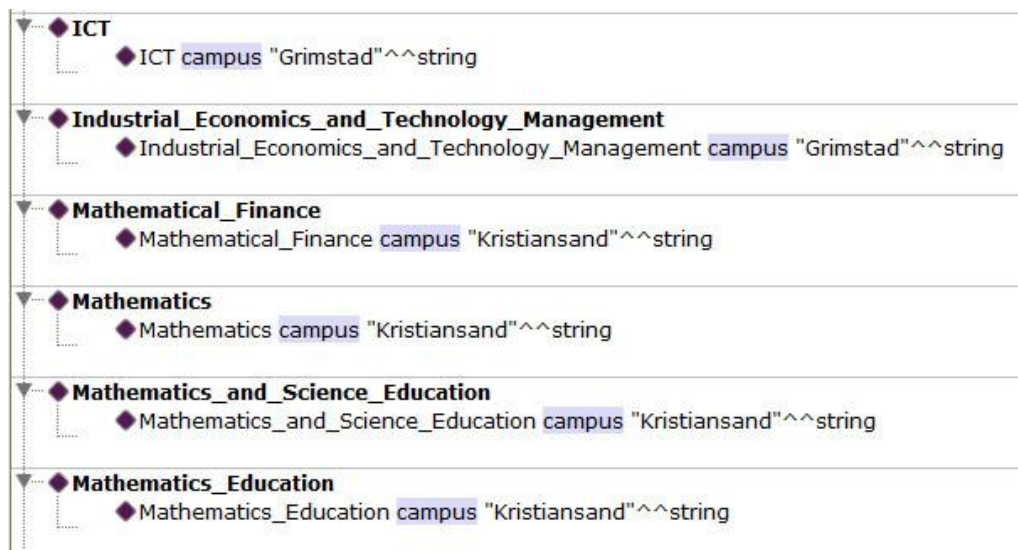 ICT
ICT campus "Grimstad"^^string
Industrial_Economics_and_Technology_Management
Industrial_Economics_and_Technology_Management campus "Grimstad"^^string
Mathematical_Finance
Mathematical_Finance campus "Kristiansand"^^string
Mathematics
Mathematics campus "Kristiansand"^^string
Mathematics_and_Science_Education
Mathematics_and_Science_Education campus "Kristiansand"^^string
Mathematics_Education
Mathematics_Education campus "Kristiansand"^^string